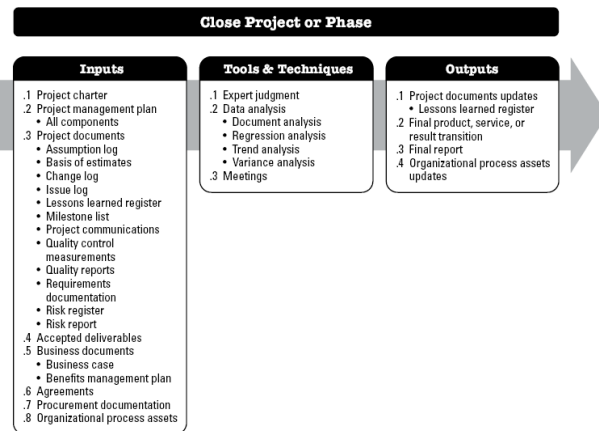 Close Project or Phase
Inputs
.1 Project charter
.2 Project management plan
• All components
.3 Project documents
• Assumption log
• Basis of estimates
• Change log
• Issue log
• Lessons learned register
• Milestone list
• Project communications
• Quality control
measurements
• Quality reports
• Requirements
documentation
• Risk register
• Risk report
.4 Accepted deliverables
.5 Business documents
• Business case
• Benefits management plan
.6 Agreements
.7 Procurement documentation
.8 Organizational process assets
Tools & Techniques
.1 Expert judgment
.2 Data analysis
• Document analysis
• Regression analysis
• Trend analysis
• Variance analysis
.3 Meetings
Outputs
.1 Project documents updates
• Lessons learned register
.2 Final product, service, or
result transition
.3 Final report
.4 Organizational process assets
updates